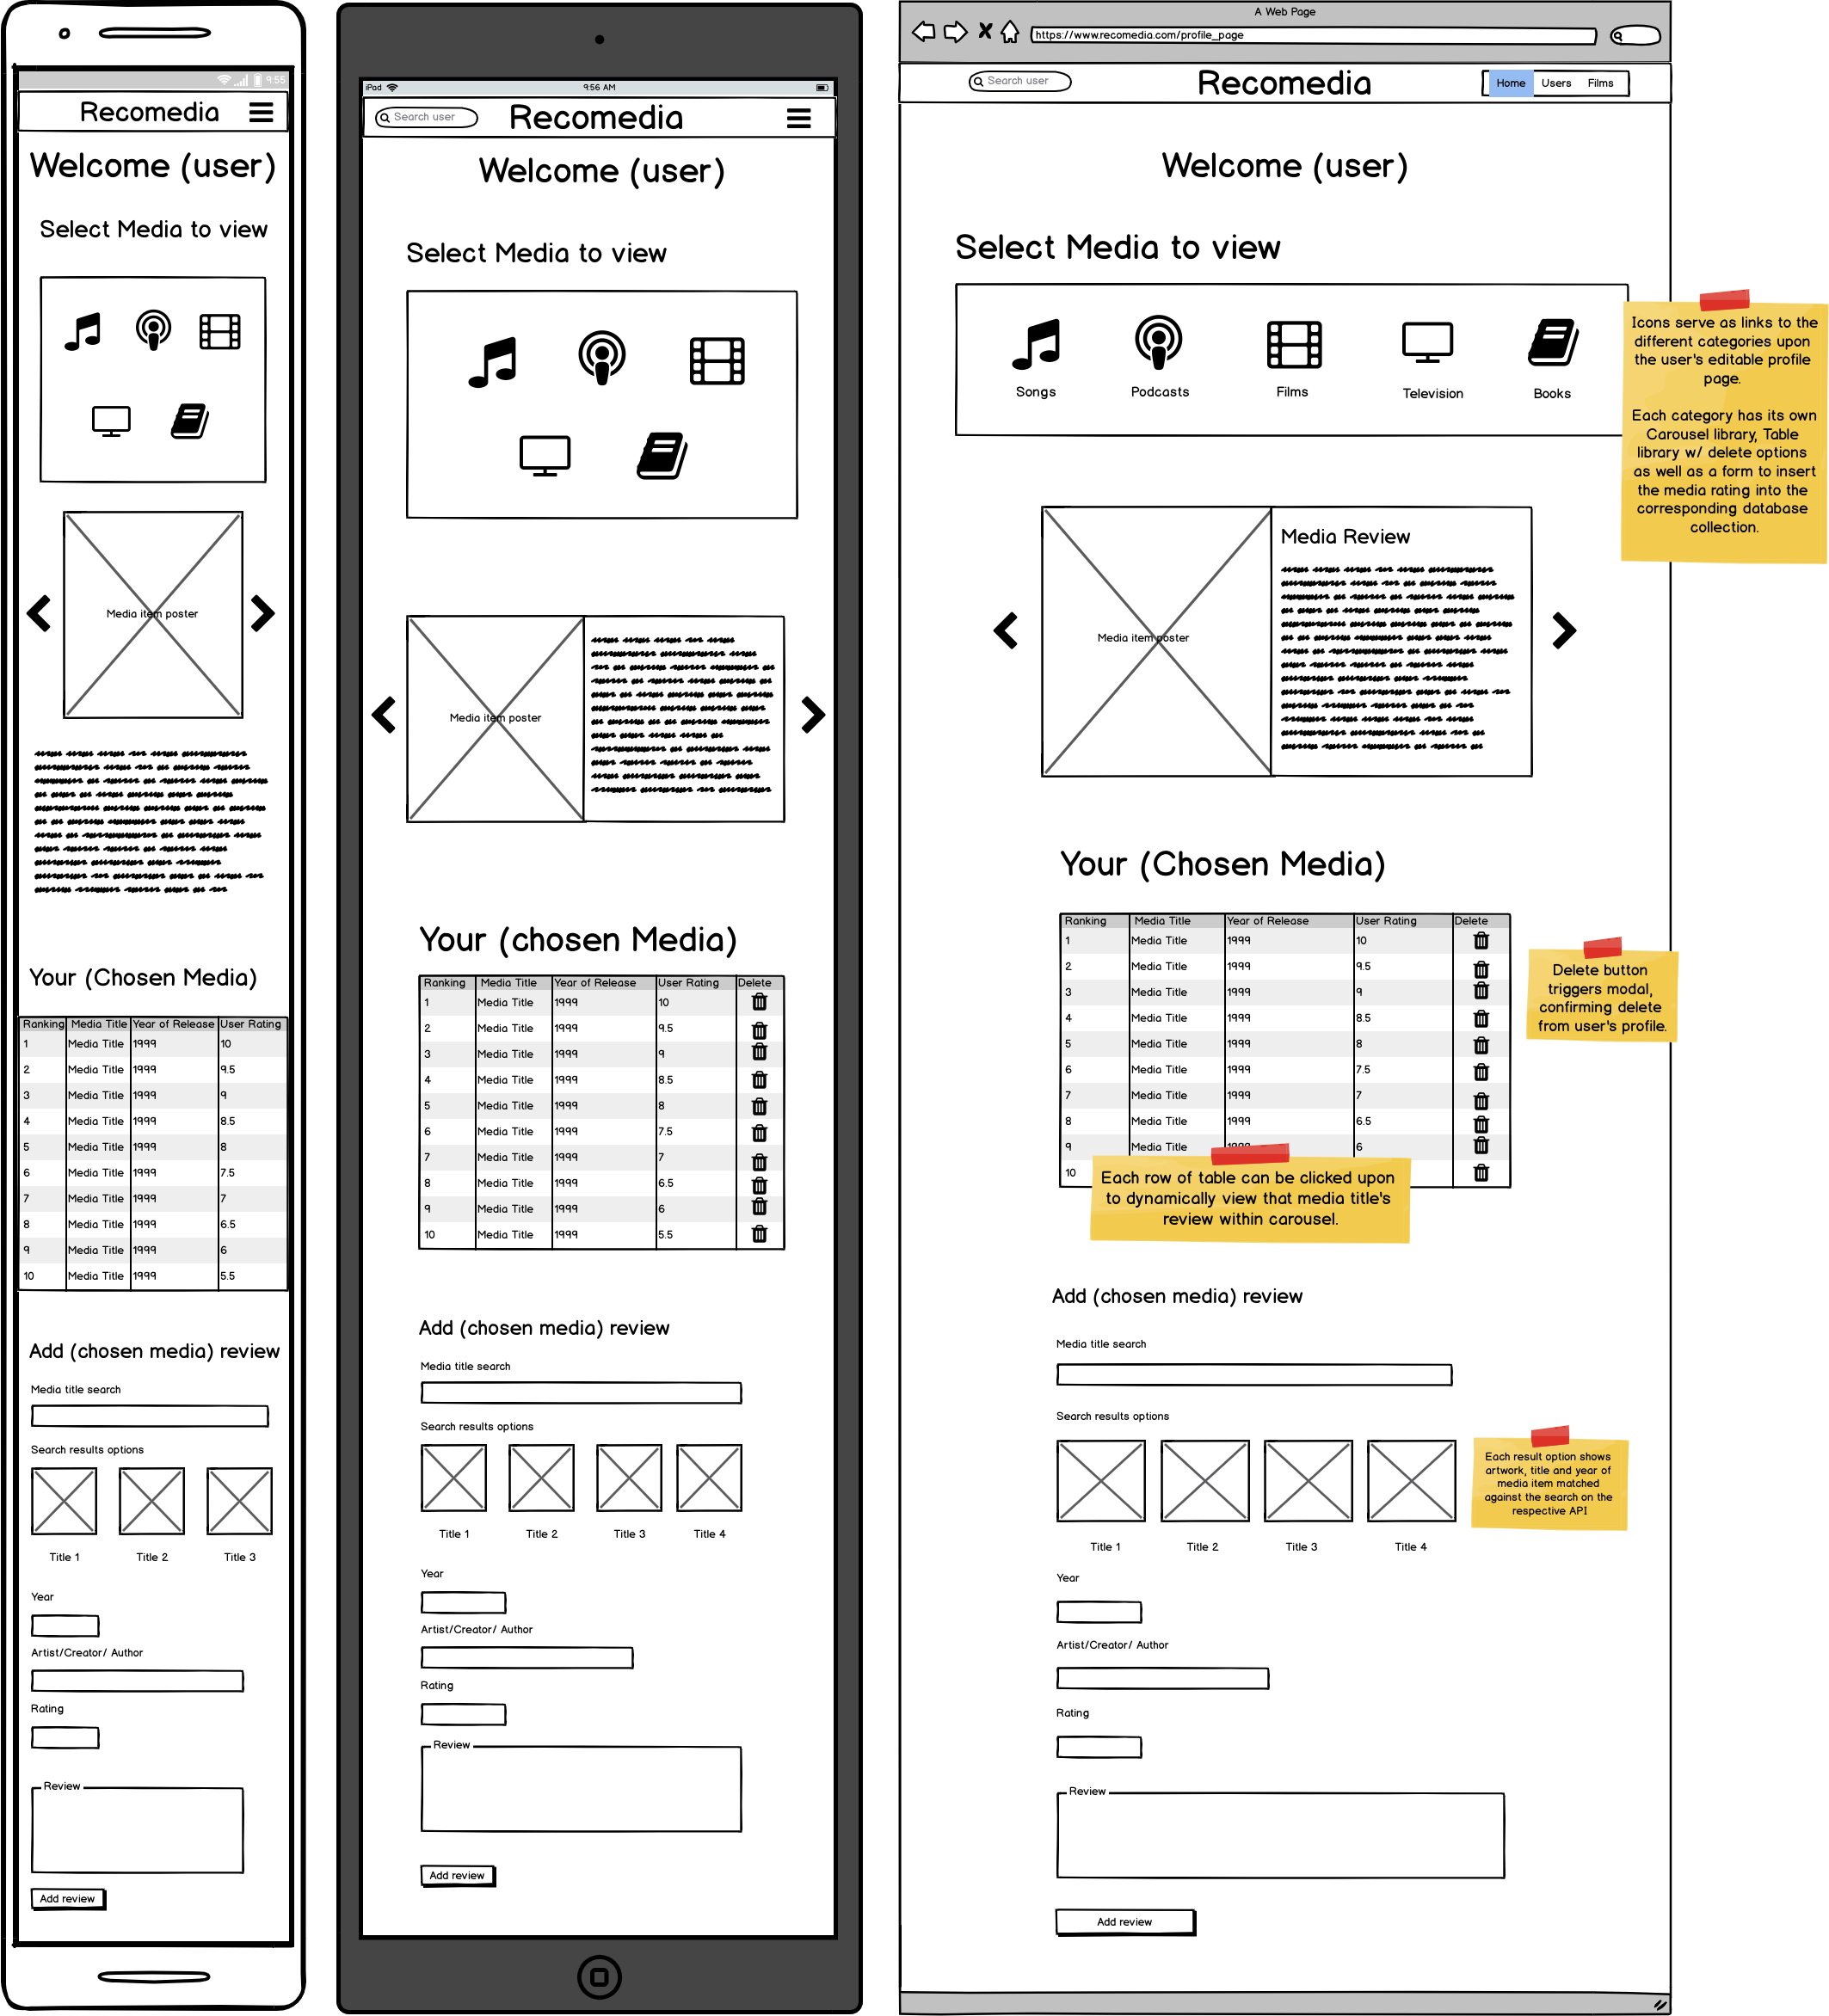 9:55
Recomedia
Welcome (user)
Select Media to view
Media item poster
Your (Chosen Media)
Ranking Media Title Year of Release User Rating
1 Media Title 1999 10
2 Media Title 1999 9.5
3 Media Title 1999 9
4 Media Title 1999 8.5
5 Media Title 1999 8
6 Media Title 1999 7.5
7 Media Title 1999 7
8 Media Title 1999 6.5
9 Media Title 1999 6
10 Media Title 1999 5.5
Add (chosen media) review
Media title search
Search results options
Title 1 Title 2 Title 3
Year
Artist/Creator/ Author
Rating
Review
Add review
iPad 9:56 AM
Search user Recomedia
Welcome (user)
Select Media to view
Media item poster
Your (chosen Media)
Ranking Media Title Year of Release User Rating Delete
1 Media Title 1999 10
2 Media Title 1999 9.5
3 Media Title 1999 9
4 Media Title 1999 8.5
5 Media Title 1999 8
6 Media Title 1999 7.5
7 Media Title 1999 7
8 Media Title 1999 6.5
9 Media Title 1999 6
10 Media Title 1999 5.5
Add (chosen media) review
Media title search
Search results options
Title 1 Title 2 Title 3 Title 4
Year
Artist/Creator/ Author
Rating
Review
Add review
A Web Page
https://www.recomedia.com/profile_page
Search user Recomedia Home Users Films
Welcome (user)
Select Media to view
Songs Podcasts Films Television Books
Icons serve as links to the
different categories upon
the user's editable profile
page.
Each category has its own
Carousel library, Table
library w/ delete options
as well as a form to insert
the media rating into the
corresponding database
collection.
Media Review
Media item poster
Your (Chosen Media)
Ranking Media Title Year of Release User Rating Delete
1 Media Title 1999 10
2 Media Title 1999 9.5
3 Media Title 1999 9
4 Media Title 1999 8.5
5 Media Title 1999 8
6 Media Title 1999 7.5
7 Media Title 1999 7
8 Media Title 1999 6.5
9 Media Title 1999 6
10
Delete button
triggers modal,
confirming delete
from user's profile.
Each row of table can be clicked upon
to dynamically view that media title's
review within carousel.
Add (chosen media) review
Media title search
Search results options
Title 1 Title 2 Title 3 Title 4
Each result option shows
artwork, title and year of
media item matched
against the search on the
respective API
Year
Artist/Creator/ Author
Rating
Review
Add review